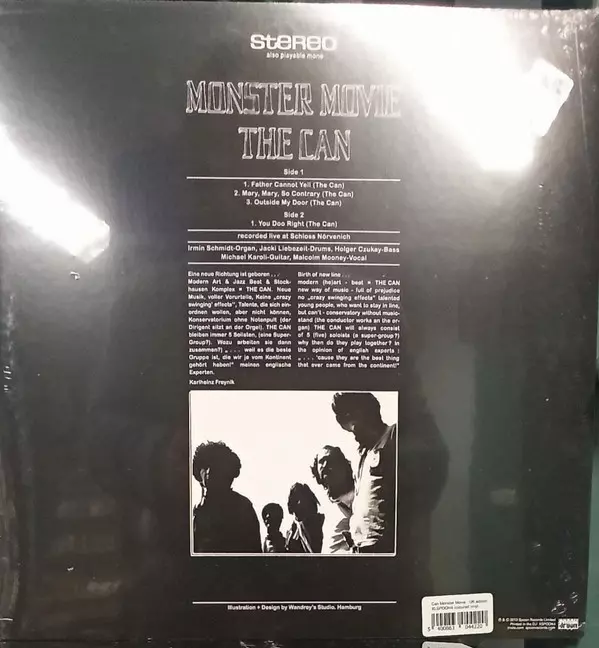 STEREO
also playable mono
MONSTER MOVIE
THE CAN
Side 1
1. Father Cannot Yell (The Can)
2. Mary, Mary, So Contrary (The Can)
3. Outside My Door (The Can)
Side 2
1. You Doo Right (The Can)
recorded live at Schloss Nörvenich
Irmin Schmidt-Organ, Jacki Liebezeit-Drums, Holger Czukay-Bass
Michael Karoli-Guitar, Malcolm Mooney-Vocal
Eine neue Richtung ist geboren . . .
Modern Art & Jazz Beat & Stock-
hausen Komplex = THE CAN. Neue
Musik, voller Vorurteile, Keine „crazy
swinging' effects", Talente, die sich ein-
ordnen wollen, aber nicht können,
Konservatorium ohne Notenpult (der
Dirigent sitzt an der Orgel). THE CAN
bleiben immer 5 Solisten, (eine Super-
Group?). Wozu arbeiten sie dann
zusammen?) „ . . . weil es die beste
Gruppe ist, die wir je vom Kontinent
gehört haben!" meinen englische
Experten.
Karlheinz Freynik
Birth of new line . . .
modern (he)art - beat = THE CAN
new way of music - full of prejudice
no „crazy swinging effects" talented
young people, who want to stay in line,
but can't - conservatory without music-
stand (the conductor works an the or-
gan) THE CAN will always consist
of 5 (five) soloists (a super-group?)
why then do they play together? in
the opinion of english experts :
„ . . . 'cause they are the best thing
that ever came from the continent!"
Illustration + Design by Wandrey's Studio. Hamburg
Can Monster Movie